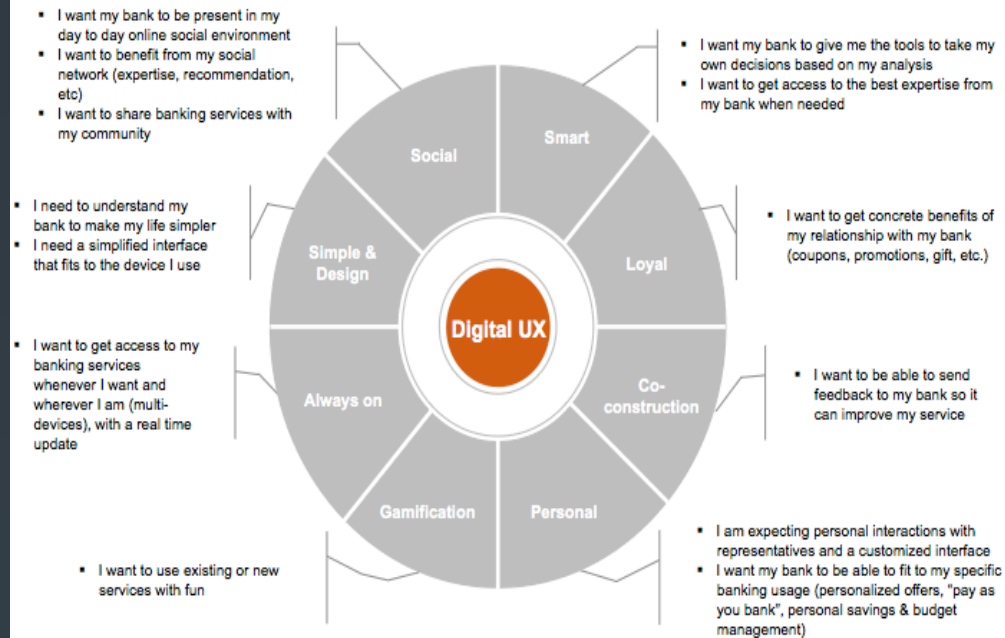 ▪ I want my bank to be present in my
day to day online social environment
▪ I want to benefit from my social
network (expertise, recommendation,
etc)
▪ I want to share banking services with
my community
▪ I want my bank to give me the tools to take my
own decisions based on my analysis
▪ I want to get access to the best expertise from
my bank when needed
Social
Smart
▪ I need to understand my
bank to make my life simpler
▪ I need a simplified interface
that fits to the device I use
Simple &
Design
Loyal
▪ I want to get concrete benefits of
my relationship with my bank
(coupons, promotions, gift, etc.)
Digital UX
▪ I want to get access to my
banking services
whenever I want and
wherever I am (multi-
devices), with a real time
update
Always on
Co-
construction
▪ I want to be able to send
feedback to my bank so it
can improve my service
Gamification
Personal
▪ I want to use existing or new
services with fun
▪ I am expecting personal interactions with
representatives and a customized interface
▪ I want my bank to be able to fit to my specific
banking usage (personalized offers, "pay as
you bank", personal savings & budget
management)